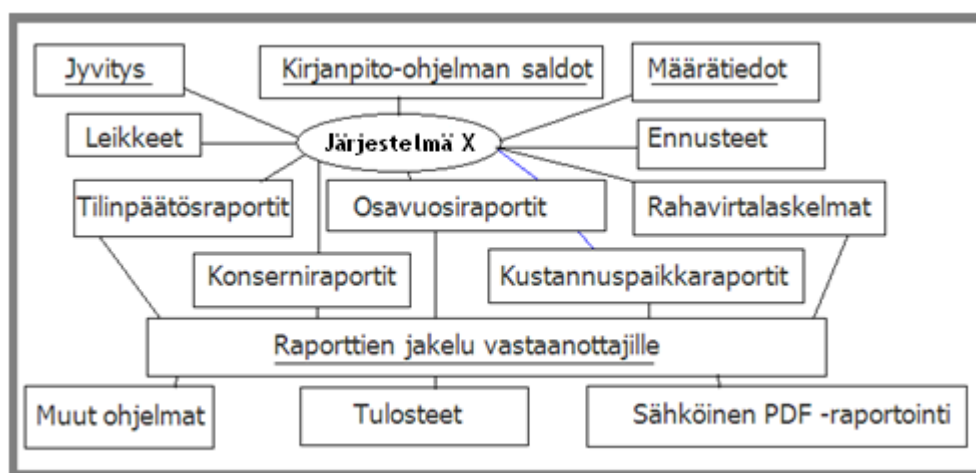 Jyvitys
Kirjanpito-ohjelman saldot
Määrätiedot
Leikkeet
Järjestelmä X
Ennusteet
Tilinpäätösraportit
Osavuosiraportit
Rahavirtalaskelmat
Konserniraportit
Kustannuspaikkaraportit
Raporttien jakelu vastaanottajille
Muut ohjelmat
Tulosteet
Sähköinen PDF -raportointi